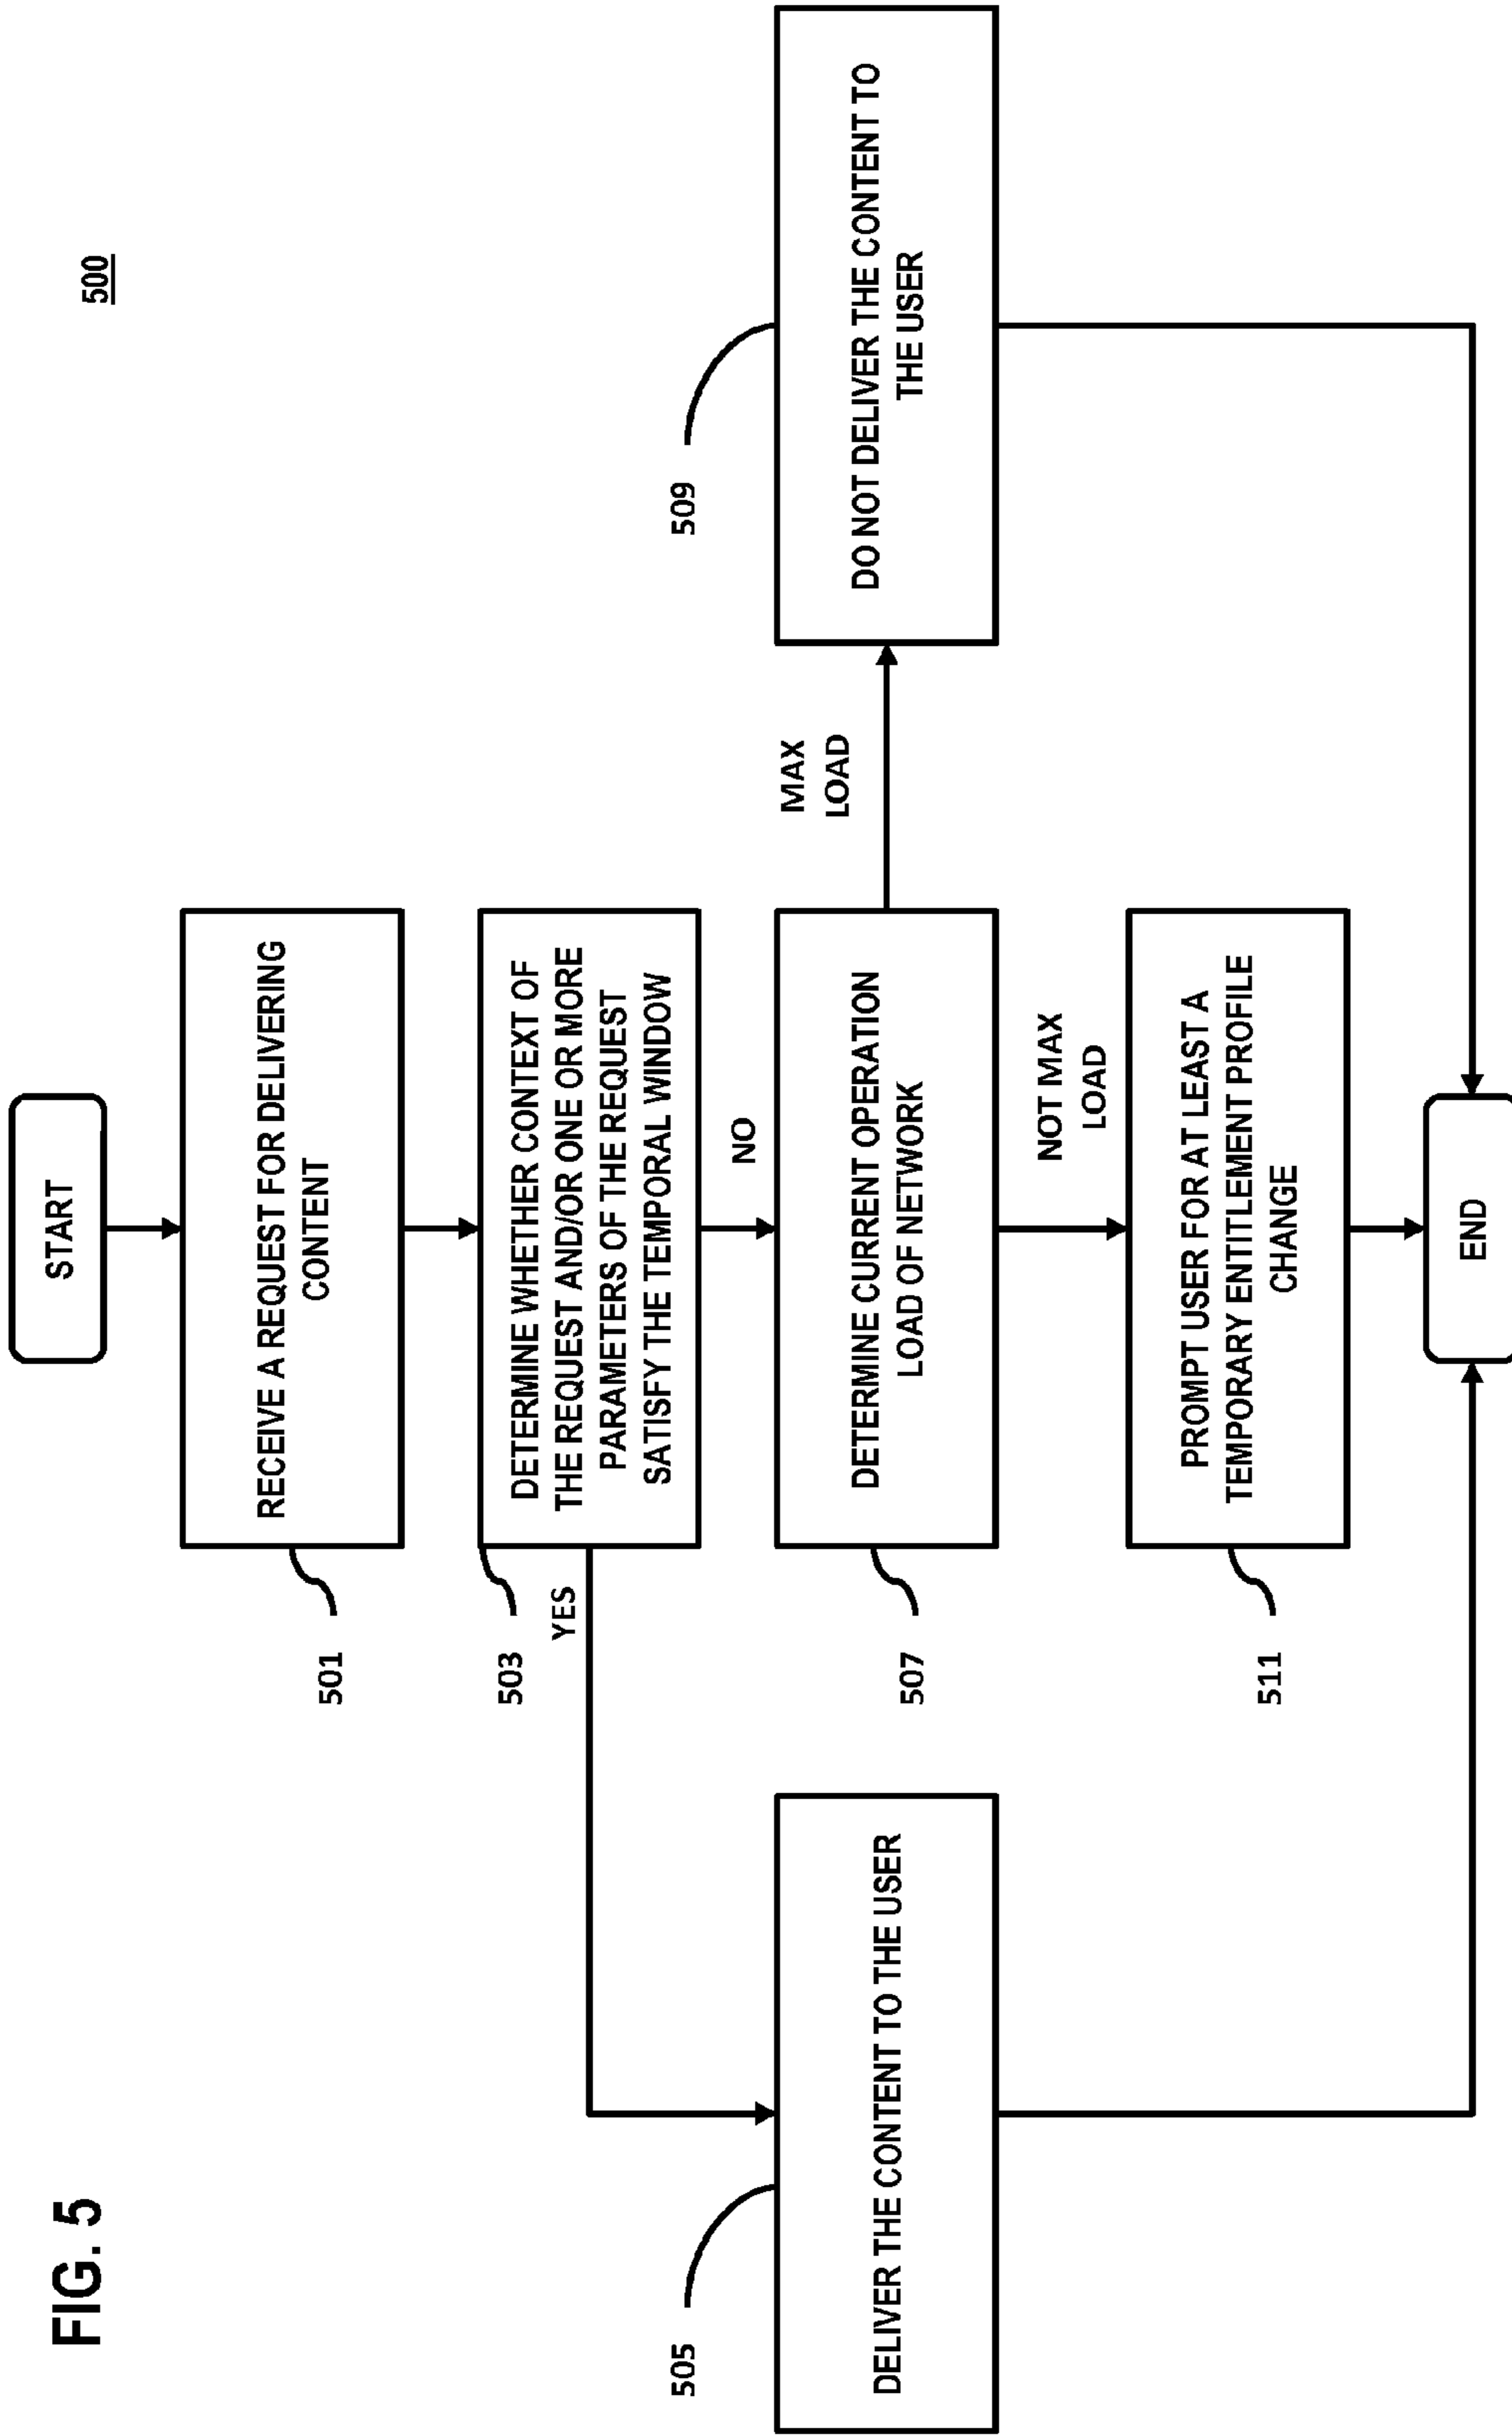 FIG. 5
500
START
RECEIVE A REQUEST FOR DELIVERING
CONTENT
501
DETERMINE WHETHER CONTEXT OF
THE REQUEST AND/OR ONE OR MORE
PARAMETERS OF THE REQUEST
SATISFY THE TEMPORAL WINDOW
503
YES
NO
DELIVER THE CONTENT TO THE USER
505
DETERMINE CURRENT OPERATION
LOAD OF NETWORK
507
MAX
LOAD
DO NOT DELIVER THE CONTENT TO
THE USER
509
NOT MAX
LOAD
PROMPT USER FOR AT LEAST A
TEMPORARY ENTITLEMENT PROFILE
CHANGE
511
END